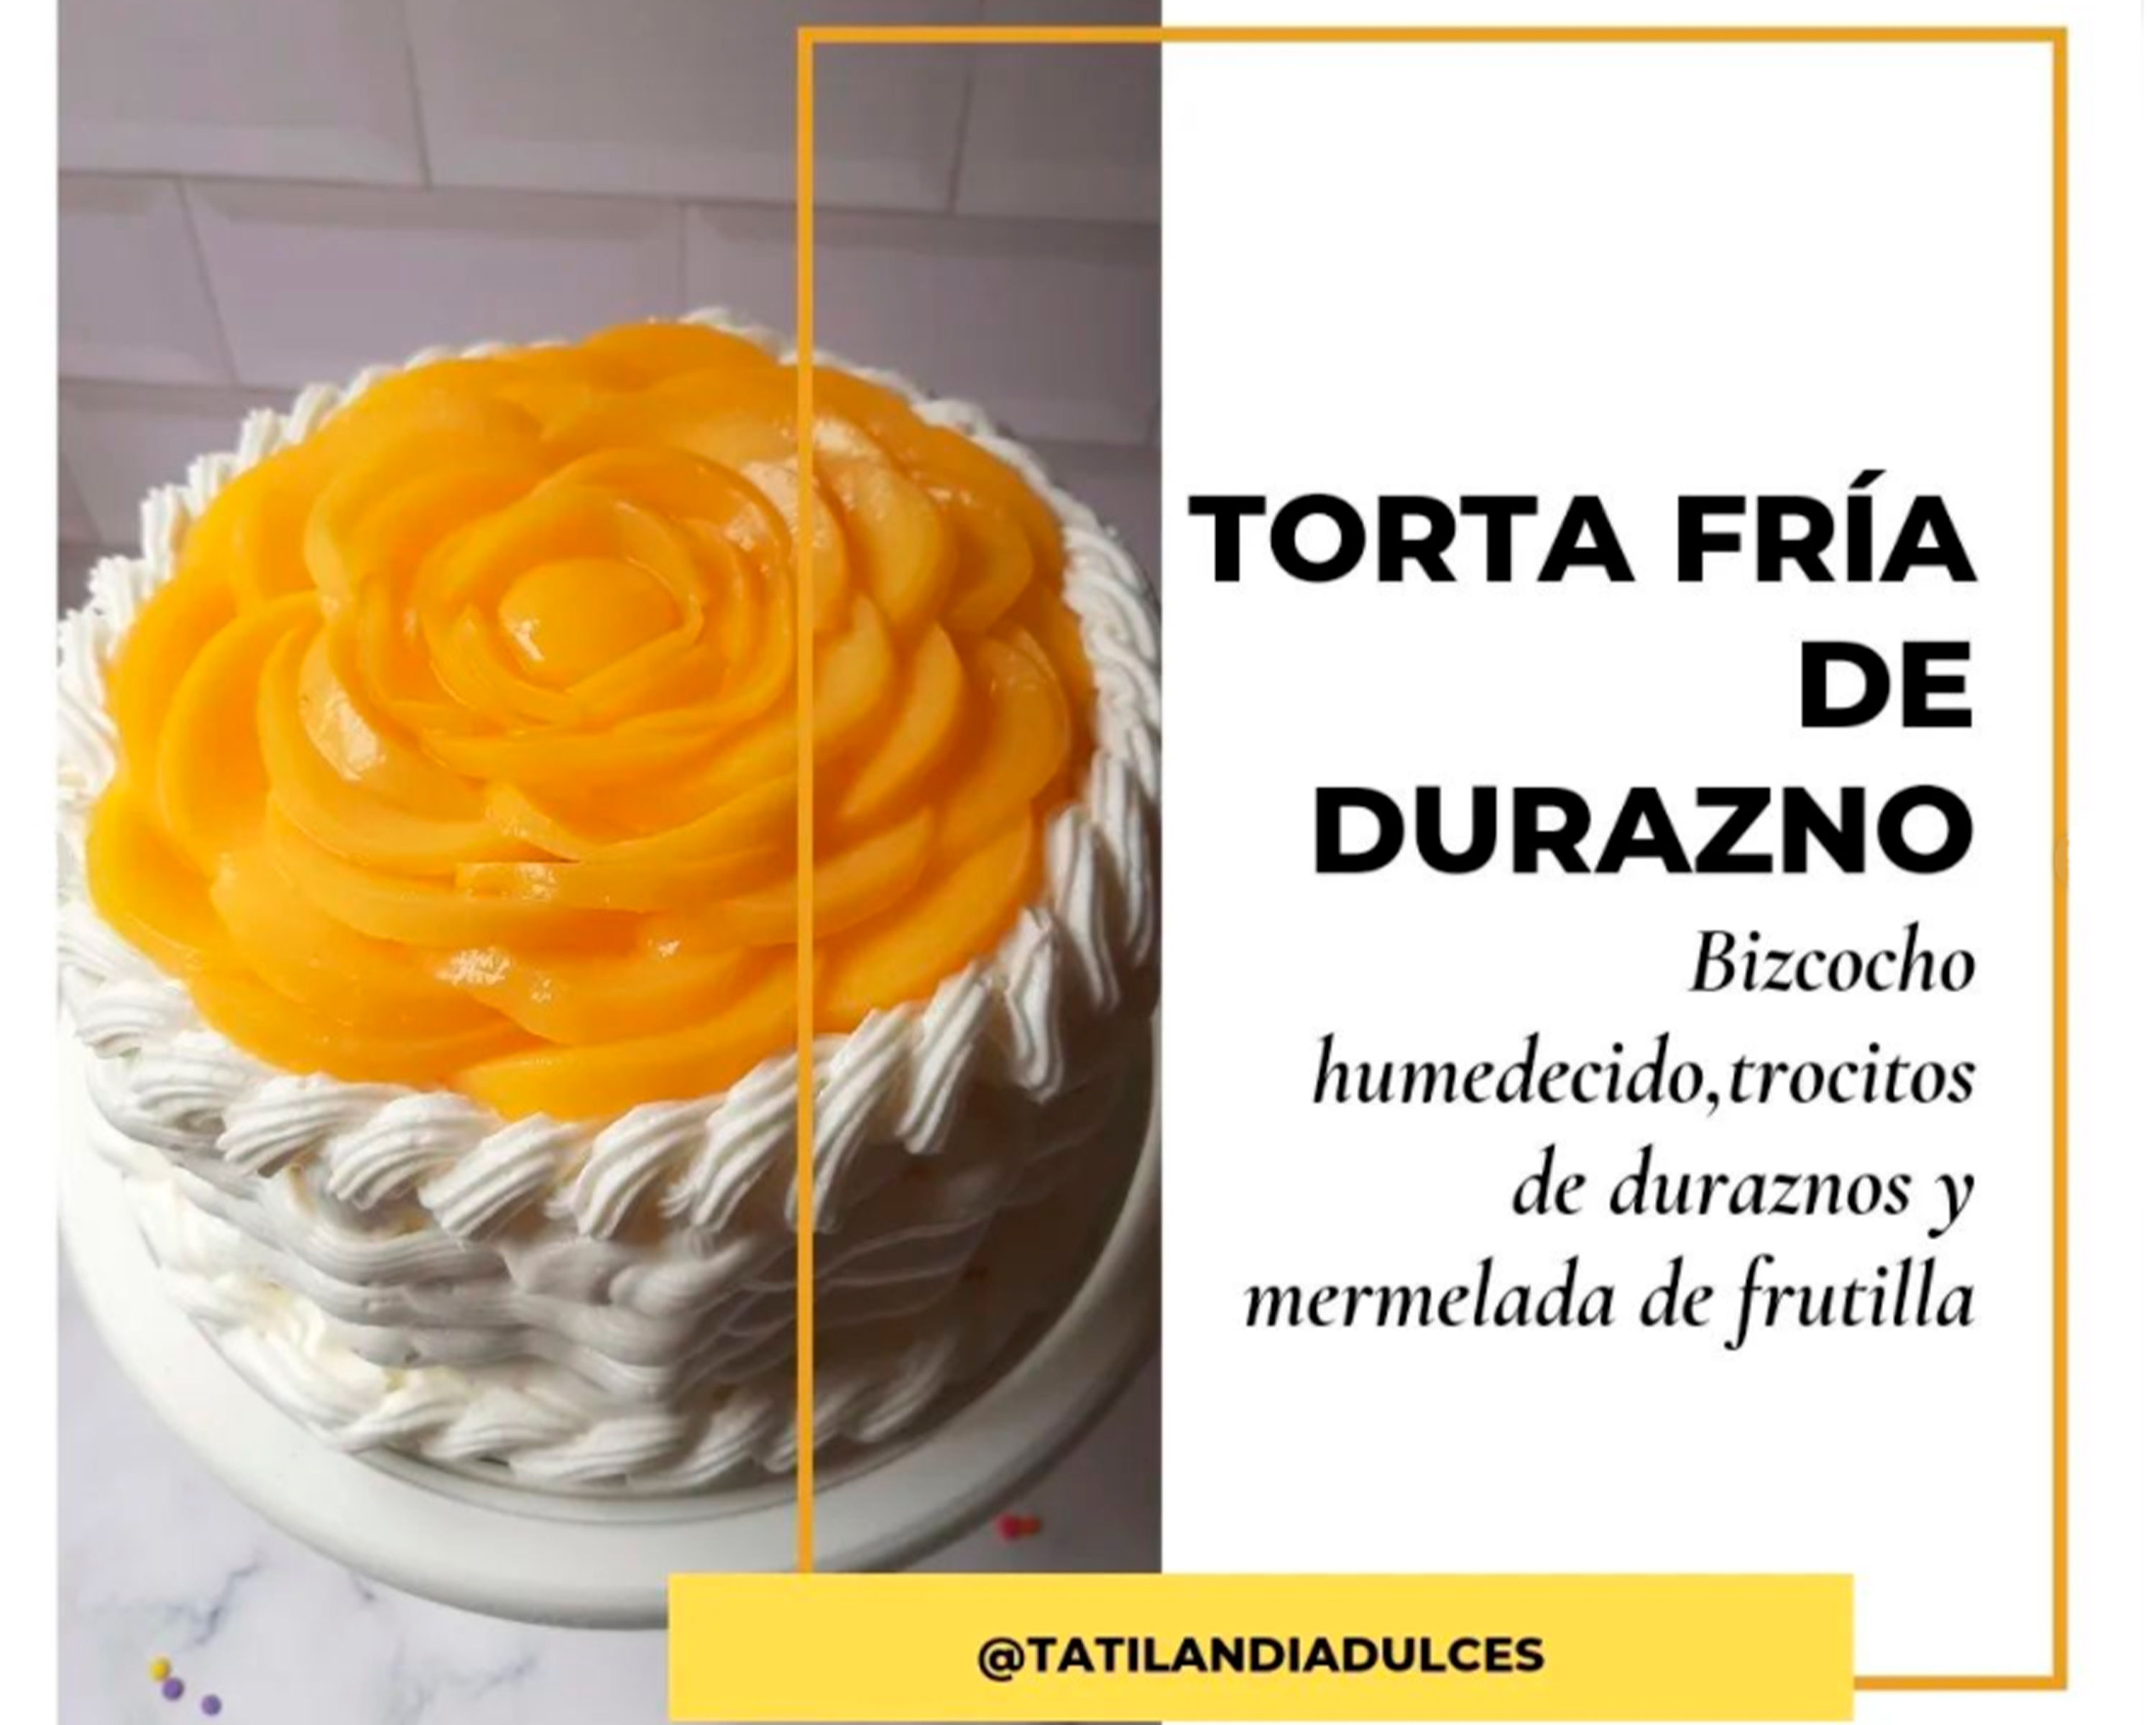 TORTA FRÍA
DE
DURAZNO
Bizcocho
humedecido,trocitos
de duraznos y
mermelada de frutilla
@TATILANDIADULCES